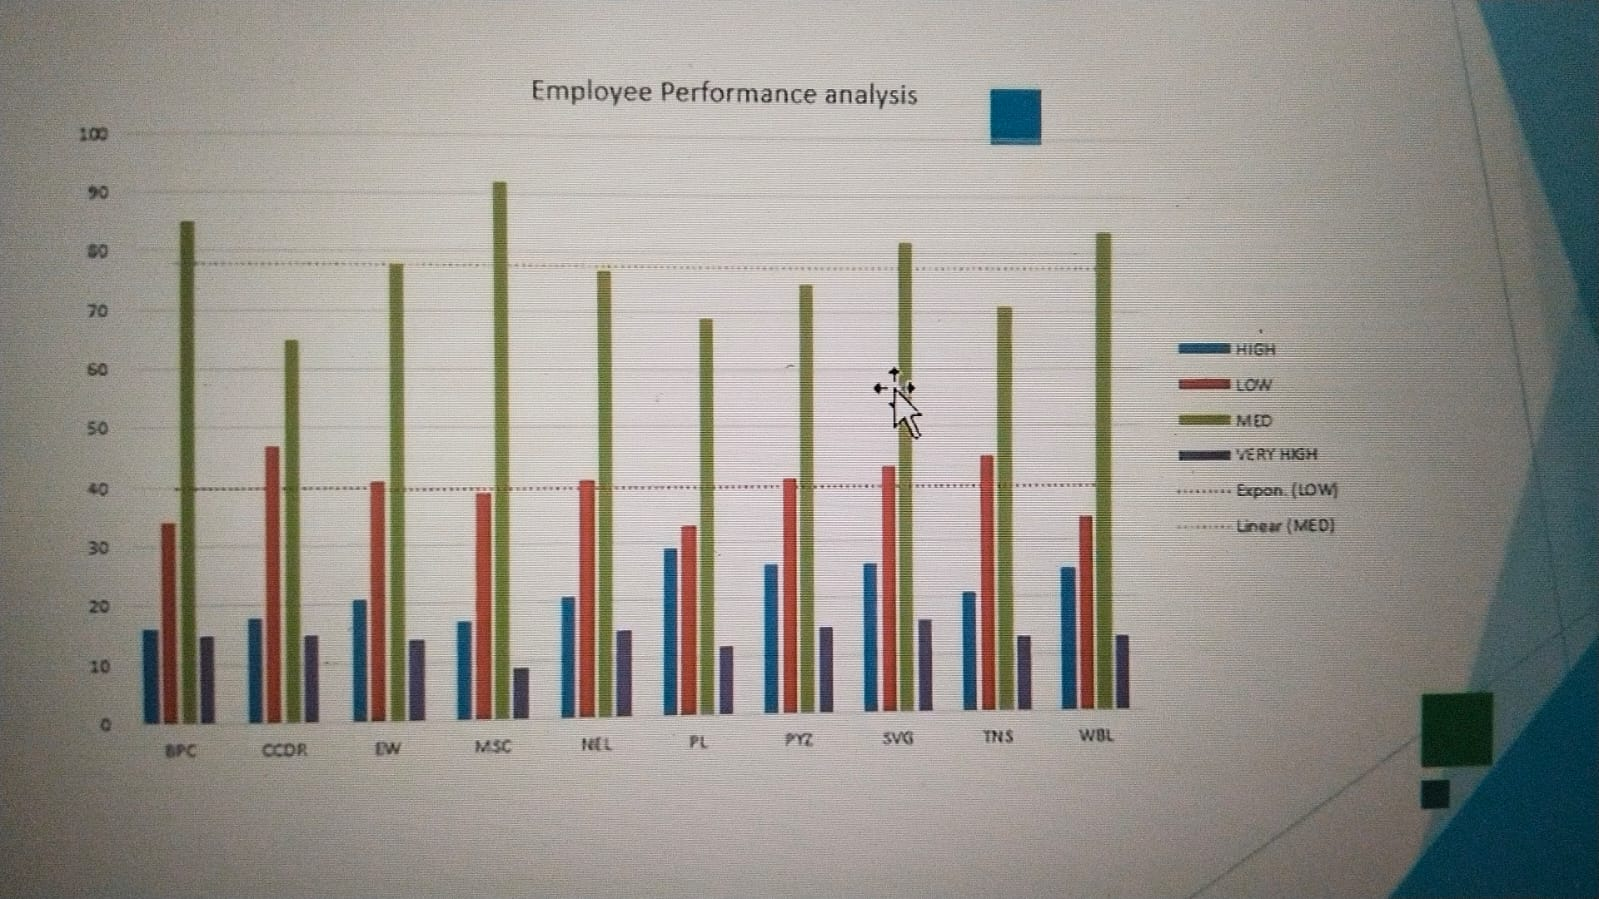 Employee Performance analysis
100
90
80
70
60
50
40
30
20
10
0
BPC CCDR EW MSC NEL PL PYZ SVG TNS WBL
HIGH
LOW
MED
VERY HIGH
Expon. (LOW)
Linear (MED)